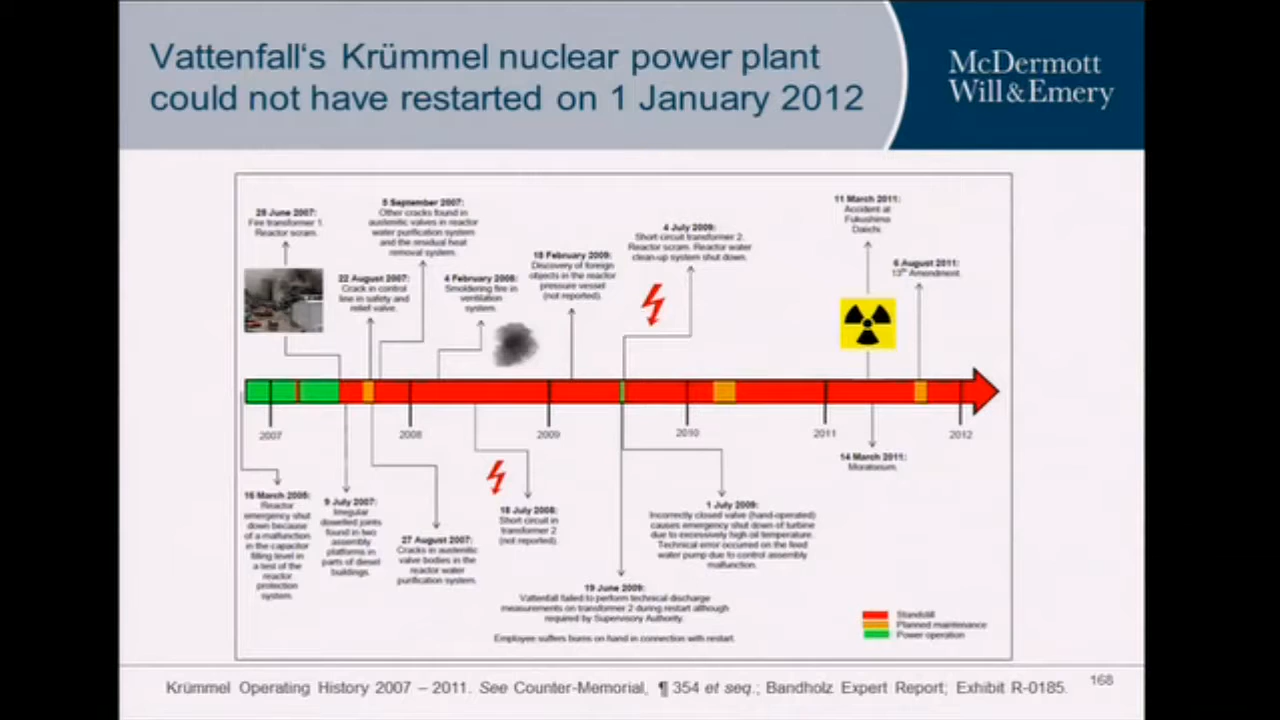 Vattenfall's Krümmel nuclear power plant
could not have restarted on 1 January 2012
McDermott
Will & Emery
28 June 2007:
Fire transformer 1.
Reactor scram.
5 September 2007:
Other cracks found in
austenitic valves in reactor
water purification system
and the residual heat
removal system.
22 August 2007:
Crack in control
line in safety and
relief valve.
4 February 2008:
Smoldering fire in
ventilation
system.
18 February 2009:
Discovery of foreign
objects in the reactor
pressure vessel
(not reported).
4 July 2009:
Short circuit transformer 2.
Reactor scram. Reactor water
clean-up system shut down.
11 March 2011:
Accident at
Fukushima
Daiichi.
6 August 2011:
13th Amendment.
2007
2008
2009
2010
2011
2012
16 March 2006:
Reactor
emergency shut
down because
of a malfunction
in the capacitor
filling level in
a test of the
reactor
protection
system.
9 July 2007:
Irregular
dowelled joints
found in two
assembly
platforms in
parts of diesel
buildings.
27 August 2007:
Cracks in austenitic
valve bodies in the
reactor water
purification system.
18 July 2008:
Short circuit in
transformer 2
(not reported).
19 June 2009:
Vattenfall failed to perform technical discharge
measurements on transformer 2 during restart although
required by Supervisory Authority.
Employee suffers burns on hand in connection with restart.
1 July 2009:
Incorrectly closed valve (hand-operated)
causes emergency shut down of turbine
due to excessively high oil temperature.
Technical error occurred on the feed
water pump due to control assembly
malfunction.
14 March 2011:
Moratorium.
Standstill
Planned maintenance
Power operation
Krümmel Operating History 2007 – 2011. See Counter-Memorial, ¶ 354 et seq.; Bandholz Expert Report; Exhibit R-0185.
168